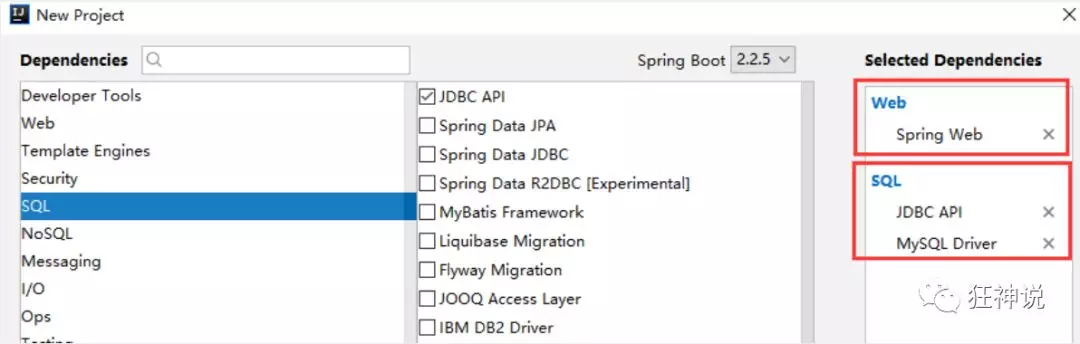 New Project
Dependencies
Spring Boot 2.2.5
Selected Dependencies
Developer Tools
Web
Template Engines
Security
SQL
NoSQL
Messaging
I/O
Ops
Testing
JDBC API
Spring Data JPA
Spring Data JDBC
Spring Data R2DBC [Experimental]
MyBatis Framework
Liquibase Migration
Flyway Migration
JOOQ Access Layer
IBM DB2 Driver
Web
Spring Web
SQL
JDBC API
MySQL Driver
狂神说